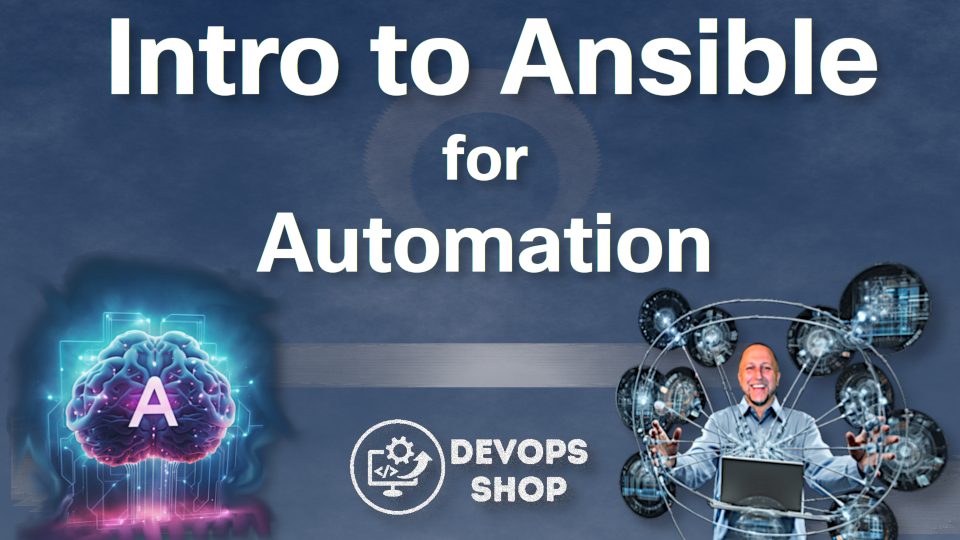 Intro to Ansible
for
Automation
A
</>
DEVOPS
SHOP